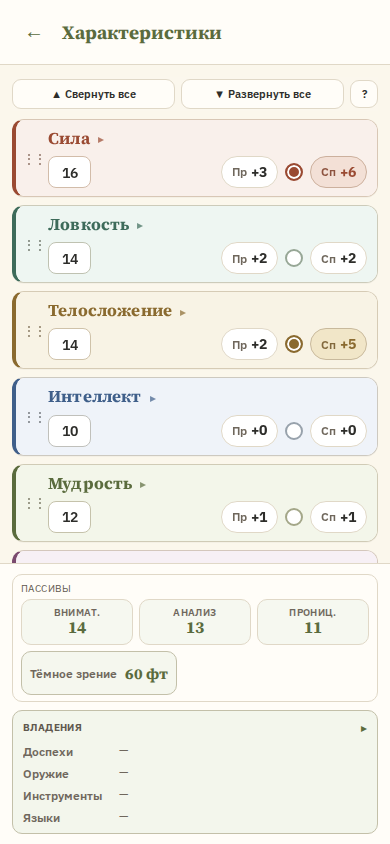 ← Характеристики
▲ Свернуть все ▼ Развернуть все ?
Сила ▸
16 Пр +3 Сп +6
Ловкость ▸
14 Пр +2 Сп +2
Телосложение ▸
14 Пр +2 Сп +5
Интеллект ▸
10 Пр +0 Сп +0
Мудрость ▸
12 Пр +1 Сп +1
ПАССИВЫ
ВНИМАТ. АНАЛИЗ ПРОНИЦ.
14 13 11
Тёмное зрение 60 фт
ВЛАДЕНИЯ ▸
Доспехи —
Оружие —
Инструменты —
Языки —